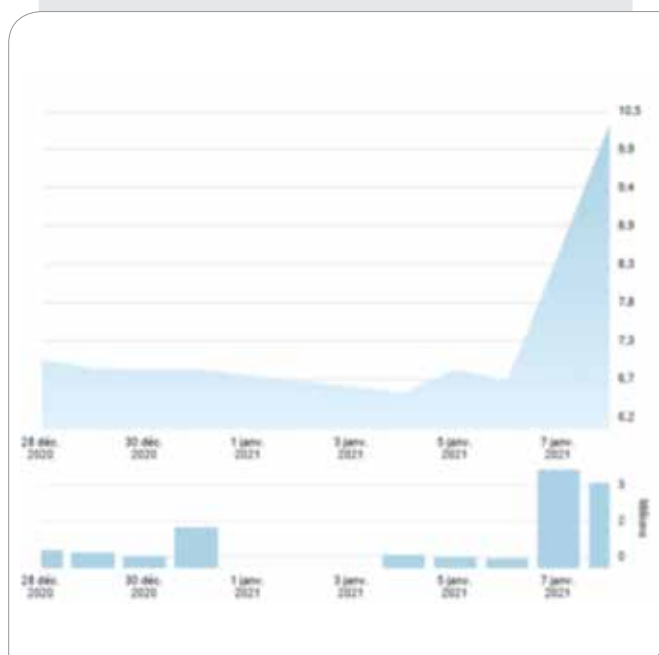 10,5
9,9
9,4
8,9
8,3
7,8
7,3
6,7
6,2
28 déc. 2020
30 déc. 2020
1 janv. 2021
3 janv. 2021
5 janv. 2021
7 janv. 2021
3
2
0
Millions
28 déc. 2020
30 déc. 2020
1 janv. 2021
3 janv. 2021
5 janv. 2021
7 janv. 2021